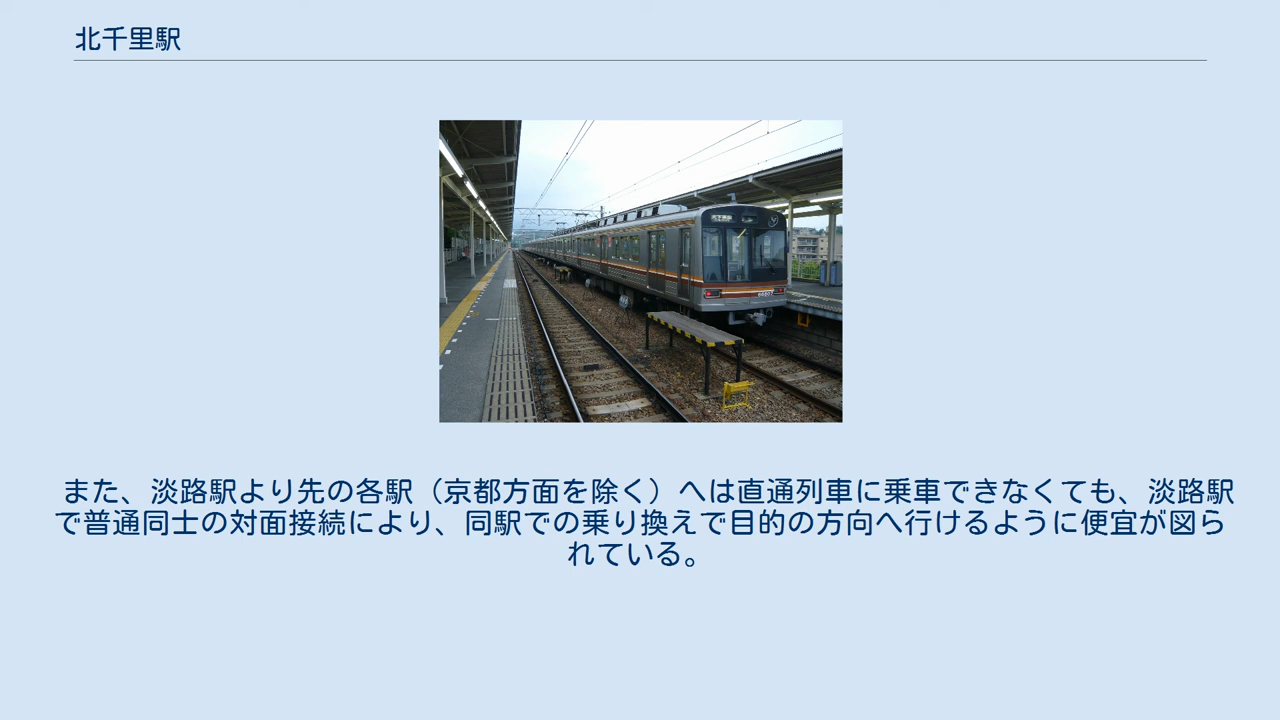 北千里駅
また、淡路駅より先の各駅（京都方面を除く）へは直通列車に乗車できなくても、淡路駅
で普通同士の対面接続により、同駅での乗り換えで目的の方向へ行けるように便宜が図ら
れている。